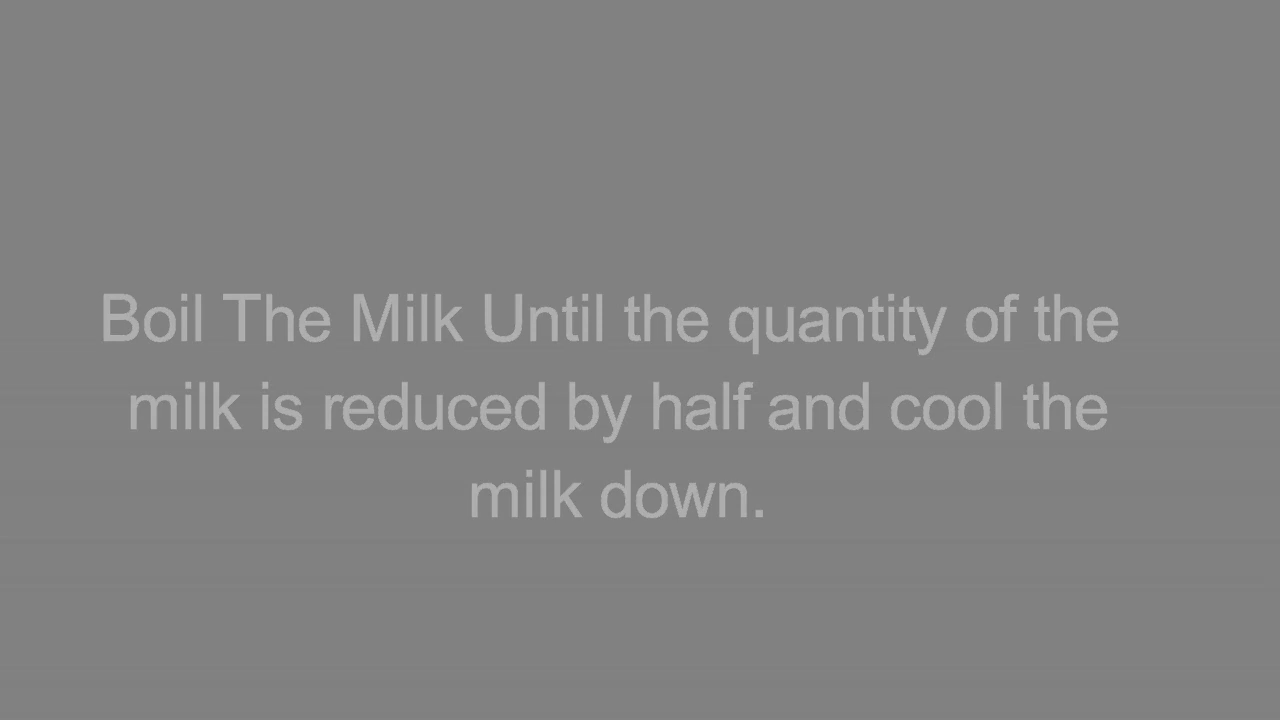 Boil The Milk Until the quantity of the
milk is reduced by half and cool the
milk down.